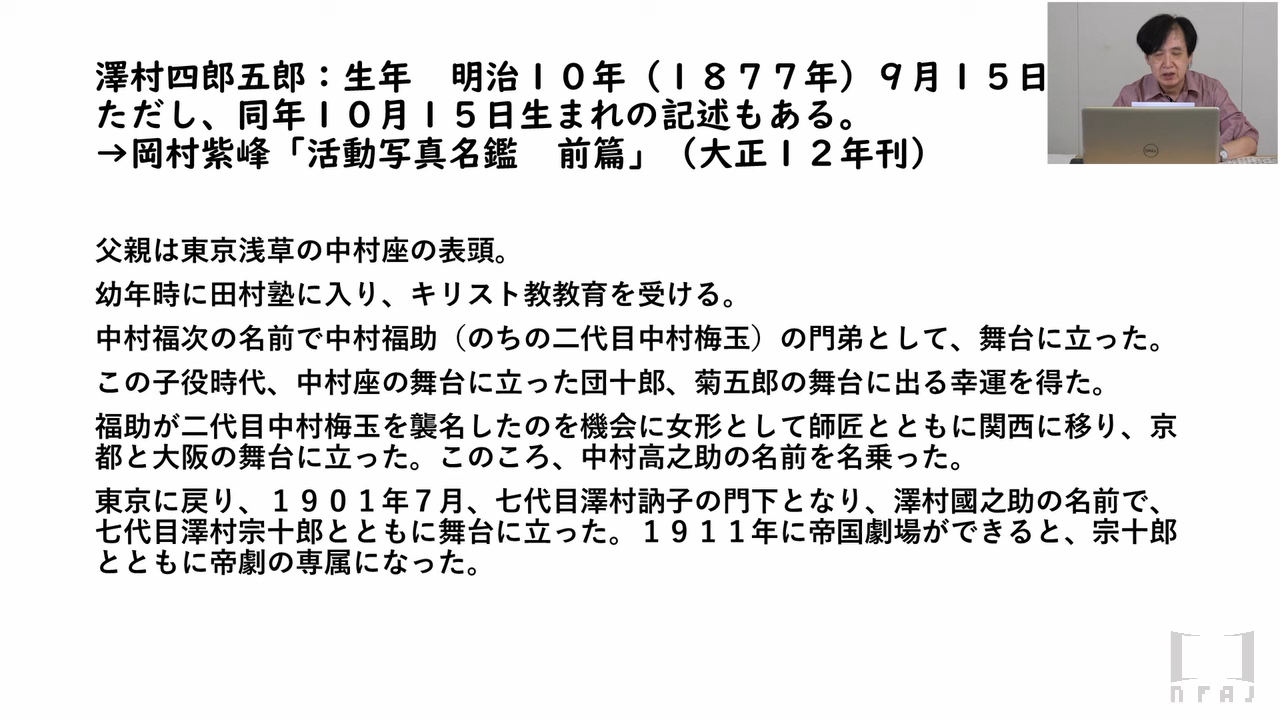 澤村四郎五郎：生年　明治１０年（１８７７年）９月１５日
ただし、同年１０月１５日生まれの記述もある。
→岡村紫峰「活動写真名鑑　前篇」（大正１２年刊）
父親は東京浅草の中村座の表頭。
幼年時に田村塾に入り、キリスト教教育を受ける。
中村福次の名前で中村福助（のちの二代目中村梅玉）の門弟として、舞台に立った。
この子役時代、中村座の舞台に立った団十郎、菊五郎の舞台に出る幸運を得た。
福助が二代目中村梅玉を襲名したのを機会に女形として師匠とともに関西に移り、京
都と大阪の舞台に立った。このころ、中村高之助の名前を名乗った。
東京に戻り、１９０１年７月、七代目澤村訥子の門下となり、澤村國之助の名前で、
七代目澤村宗十郎とともに舞台に立った。１９１１年に帝国劇場ができると、宗十郎
とともに帝劇の専属になった。
DELL
NFAJ